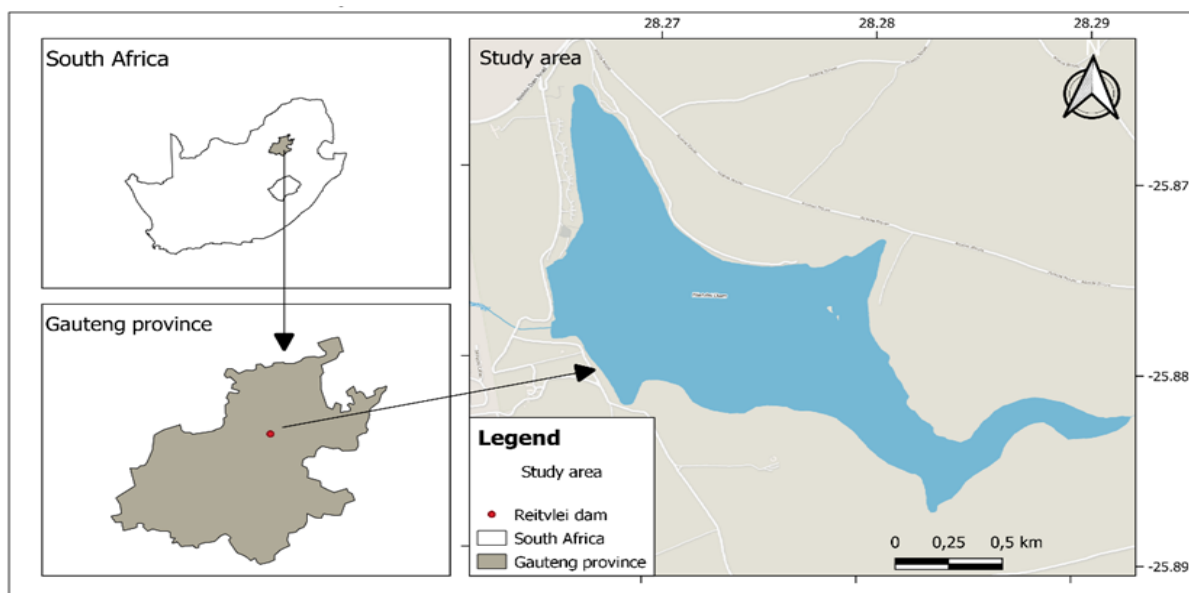 South Africa
Gauteng province
Study area
28.27
28.28
28.29
N
-25.87
-25.88
-25.89
Legend
Study area
Reitvlei dam
South Africa
Gauteng province
0
0,25
0,5 km